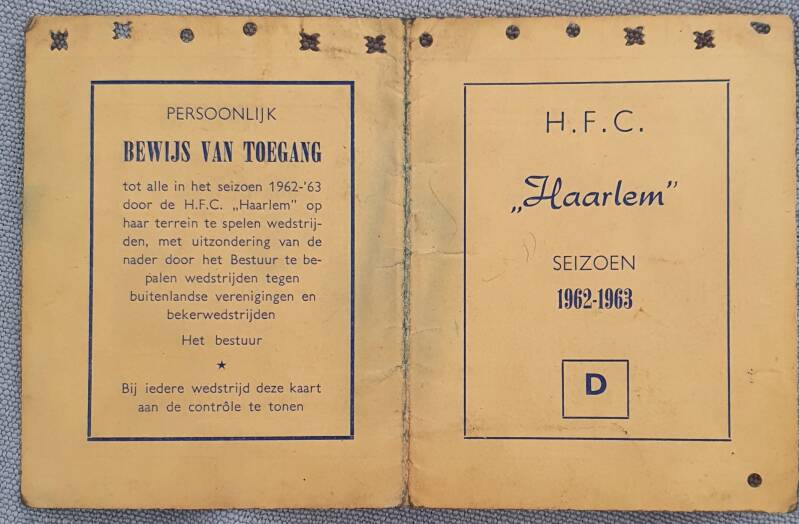 PERSOONLIJK
BEWIJS VAN TOEGANG
tot alle in het seizoen 1962-'63
door de H.F.C. „Haarlem” op
haar terrein te spelen wedstrij-
den, met uitzondering van de
nader door het Bestuur te be-
palen wedstrijden tegen
buitenlandse verenigingen en
bekerwedstrijden
Het bestuur
★
Bij iedere wedstrijd deze kaart
aan de contrôle te tonen
H.F.C.
„Haarlem”
SEIZOEN
1962-1963
D